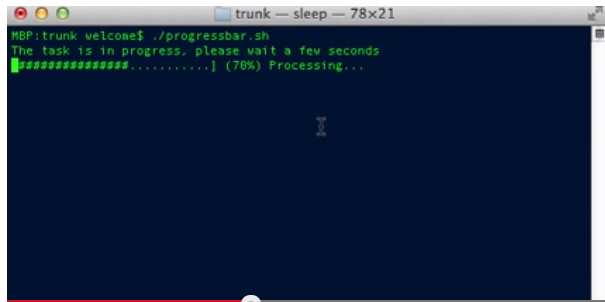 trunk — sleep — 78×21
MBP:trunk welcome$ ./progressbar.sh
The task is in progress, please wait a few seconds
###############...........] (70%) Processing...